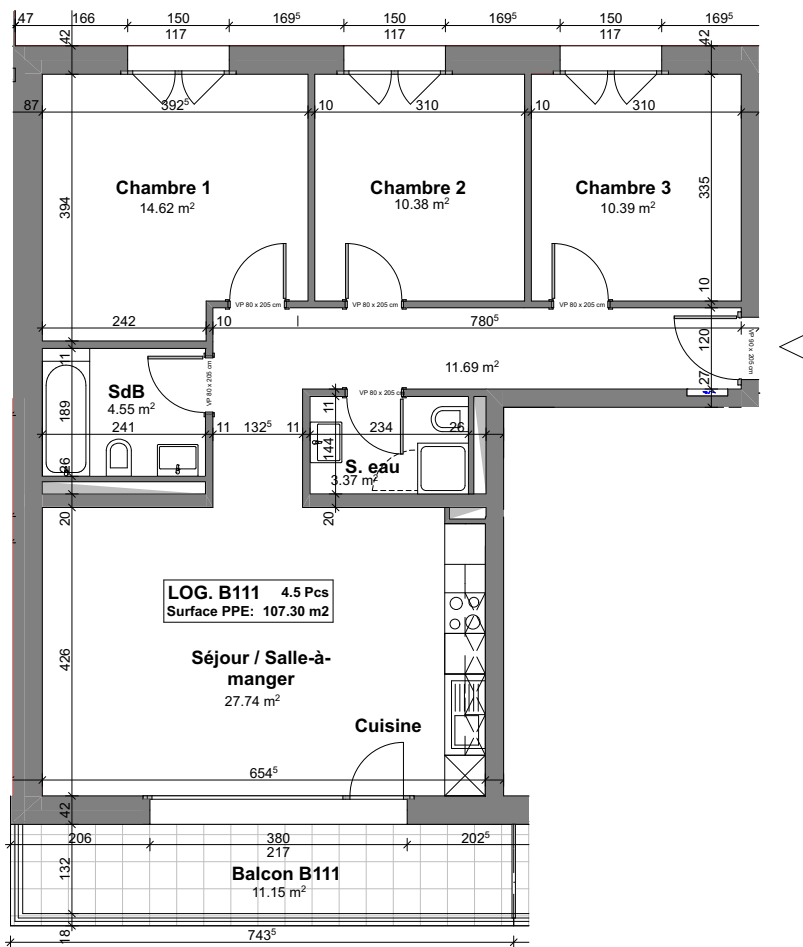 47 166 150 169⁵ 150 169⁵ 150 169⁵
42 117 117 117 42
87 392⁵ 10 310 10 310
394
Chambre 1
14.62 m²
Chambre 2
10.38 m²
Chambre 3
10.39 m²
335
10
VP 80 x 205 cm
VP 80 x 205 cm
VP 80 x 205 cm
242 10 780⁵
120
VP 90 x 205 cm
11
11.69 m²
27
SdB
4.55 m²
VP 80 x 205 cm
VP 80 x 205 cm
189
11
241 11 132⁵ 11 234 26
144
S. eau
3.37 m²
26
20
20
LOG. B111 4.5 Pcs
Surface PPE: 107.30 m2
426
Séjour / Salle-à-
manger
27.74 m²
Cuisine
654⁵
42
206 380 202⁵
217
132
Balcon B111
11.15 m²
18
743⁵